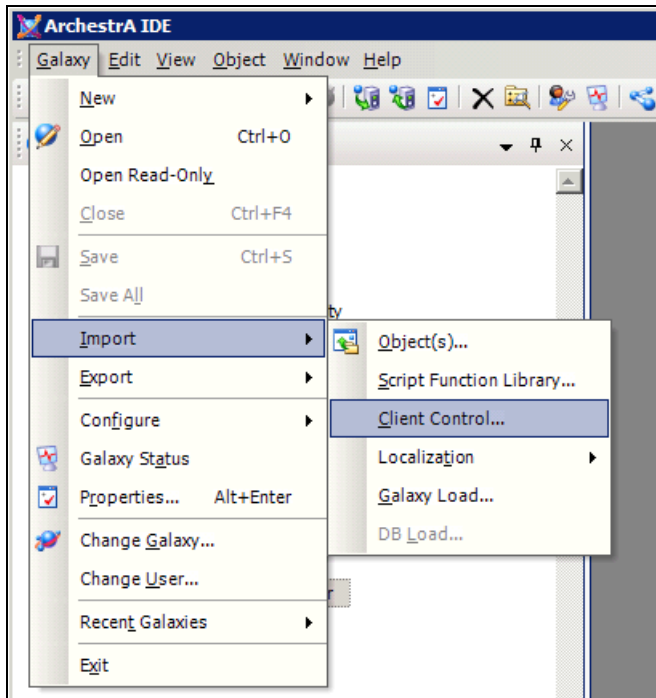 ArchestrA IDE
Galaxy Edit View Object Window Help
New
Open Ctrl+O
Open Read-Only
Close Ctrl+F4
Save Ctrl+S
Save All
ty
Import
Object(s)...
Export
Script Function Library...
Configure
Client Control...
Galaxy Status
Localization
Properties... Alt+Enter
Galaxy Load...
Change Galaxy...
DB Load...
Change User...
r
Recent Galaxies
Exit